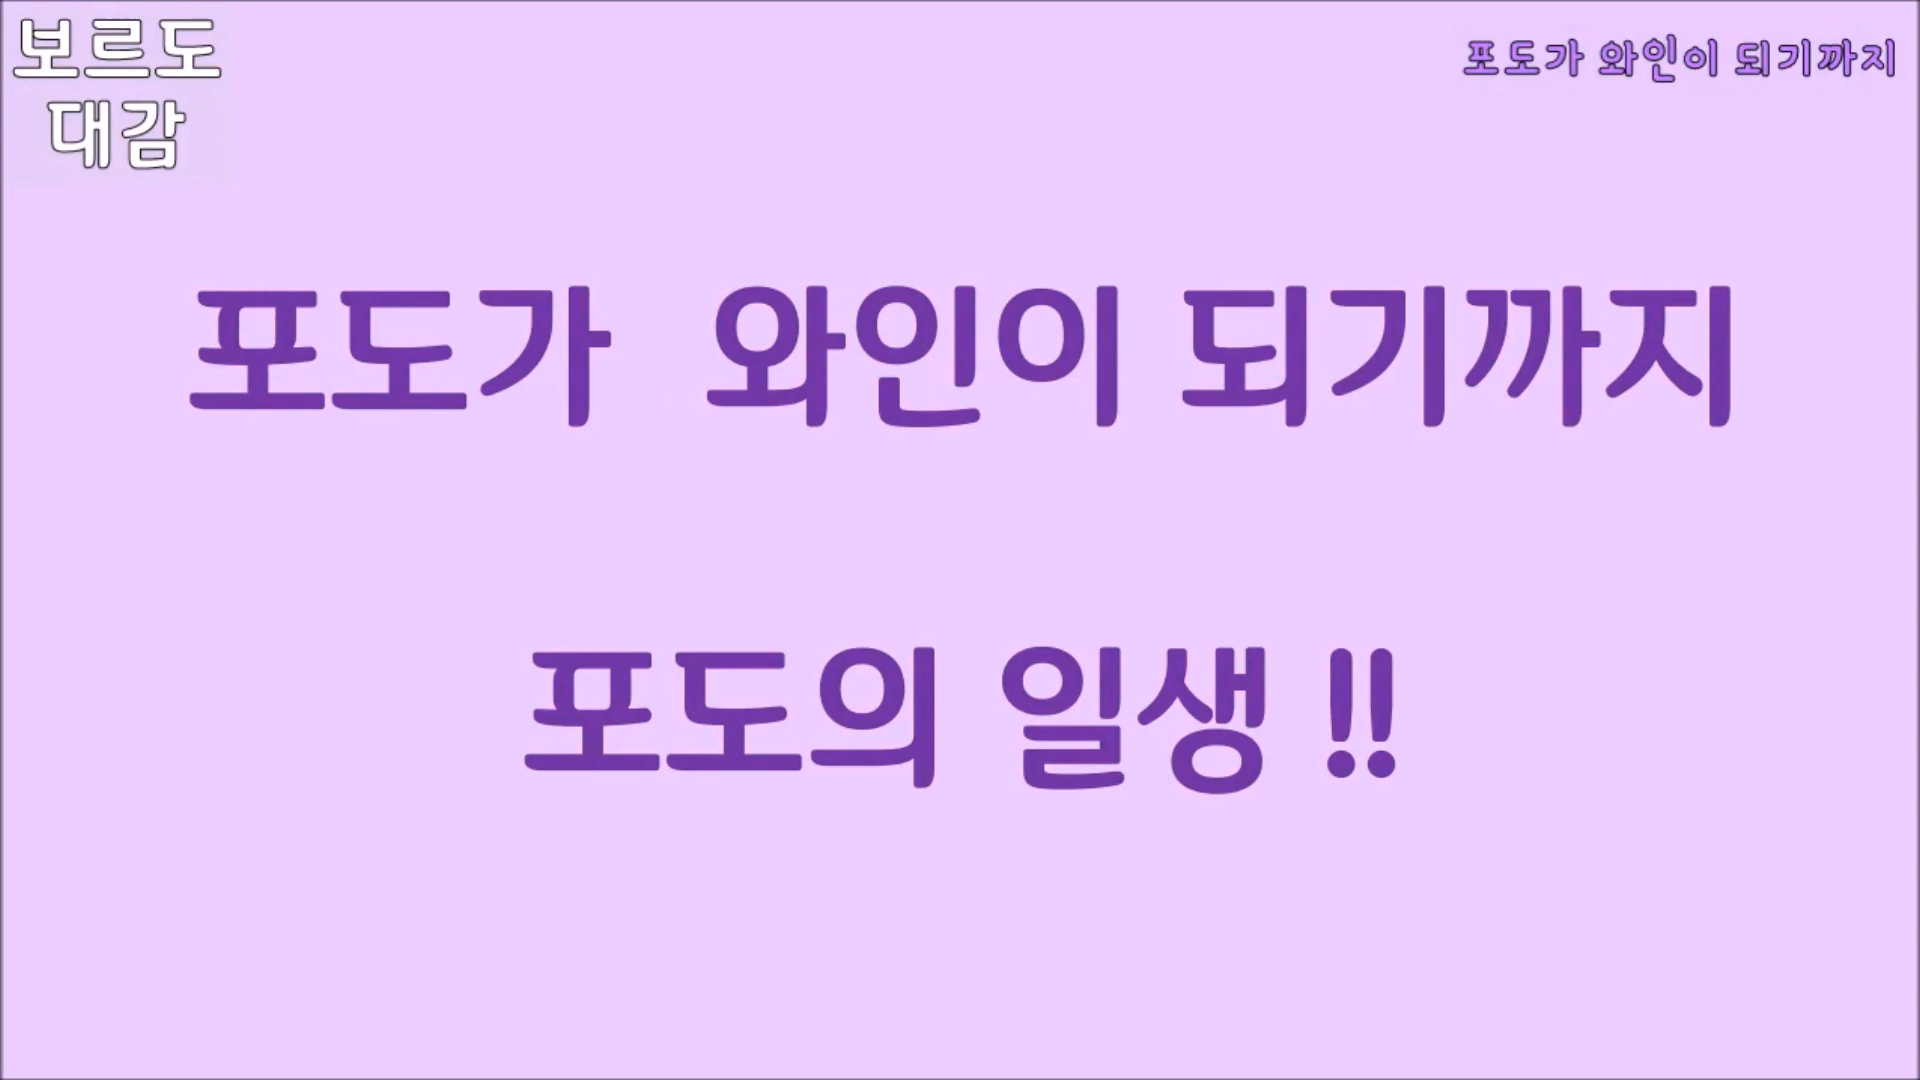 보르도
대감
포도가 와인이 되기까지
포도가 와인이 되기까지
포도의 일생 !!